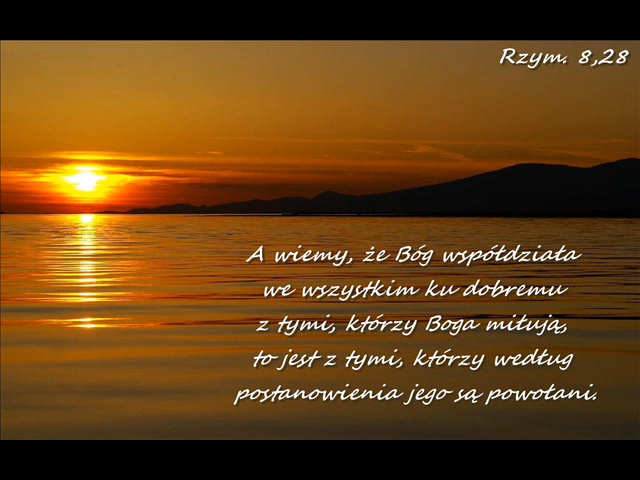 Rzym. 8,28
A wiemy, że Bóg współdziała
we wszystkim ku dobremu
z tymi, którzy Boga miłują,
to jest z tymi, którzy według
postanowienia jego są powołani.